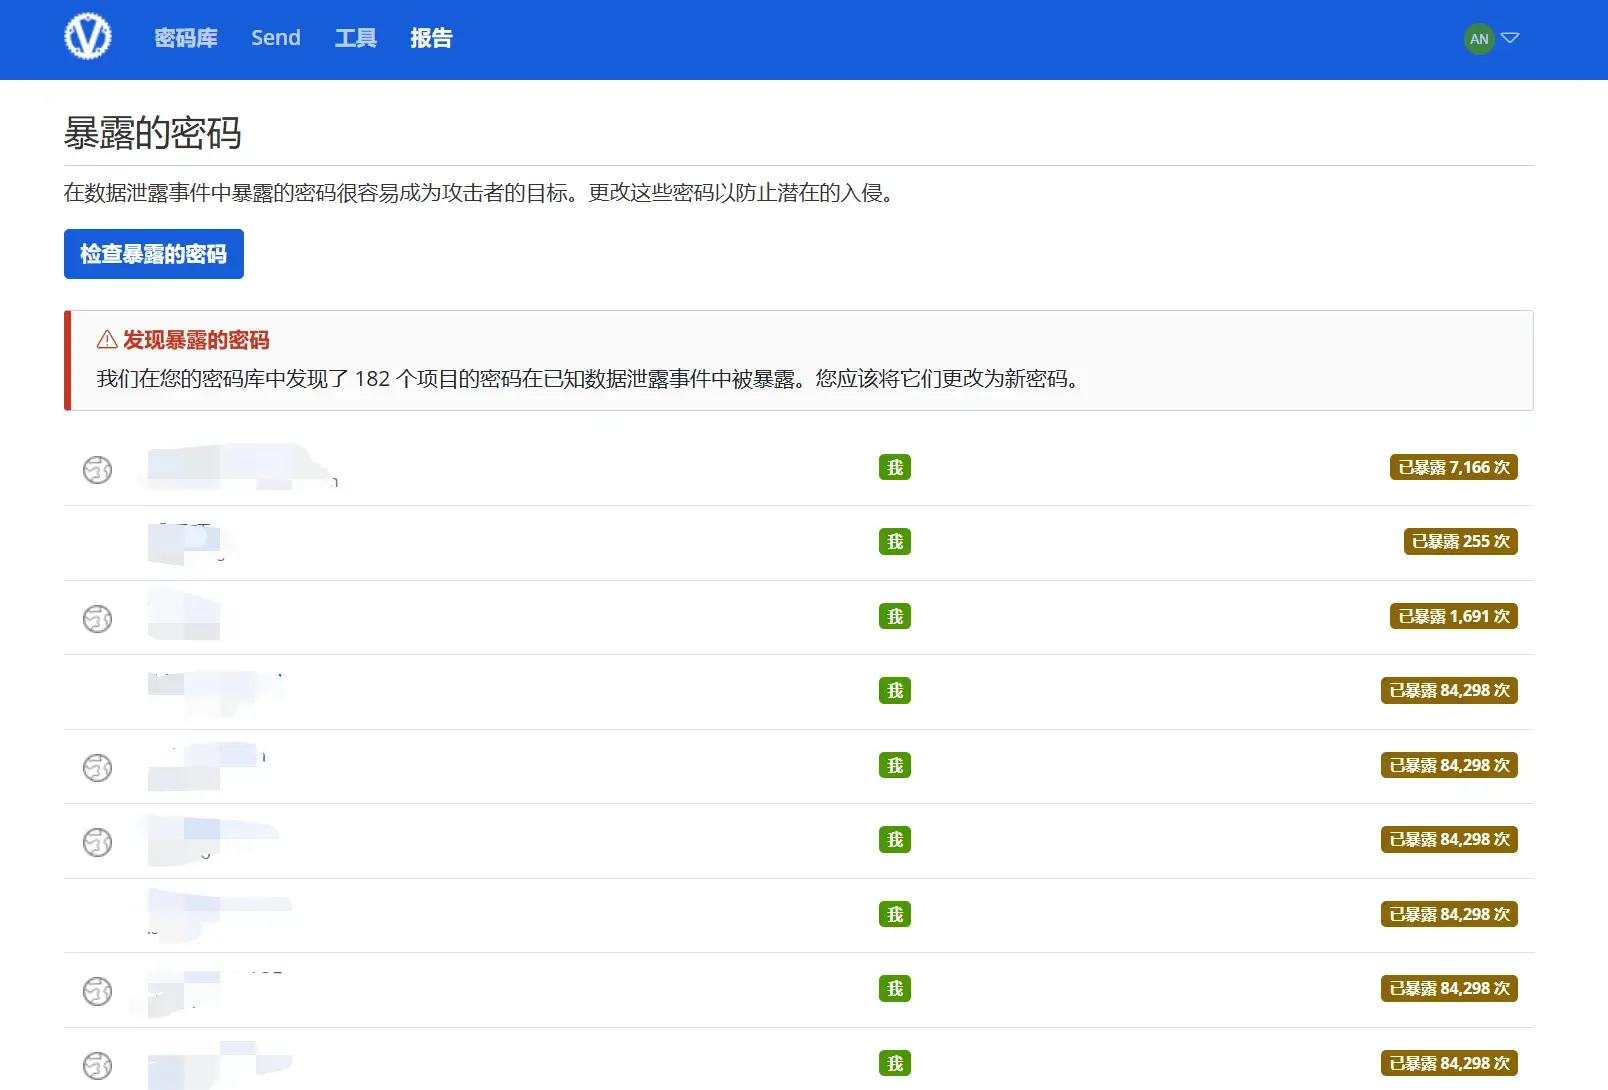 密码库 Send 工具 报告 AN
暴露的密码
在数据泄露事件中暴露的密码很容易成为攻击者的目标。更改这些密码以防止潜在的入侵。
检查暴露的密码
发现暴露的密码
我们在您的密码库中发现了 182 个项目的密码在已知数据泄露事件中被暴露。您应该将它们更改为新密码。
我 已暴露 7,166 次
我 已暴露 255 次
我 已暴露 1,691 次
我 已暴露 84,298 次
我 已暴露 84,298 次
我 已暴露 84,298 次
我 已暴露 84,298 次
我 已暴露 84,298 次
我 已暴露 84,298 次